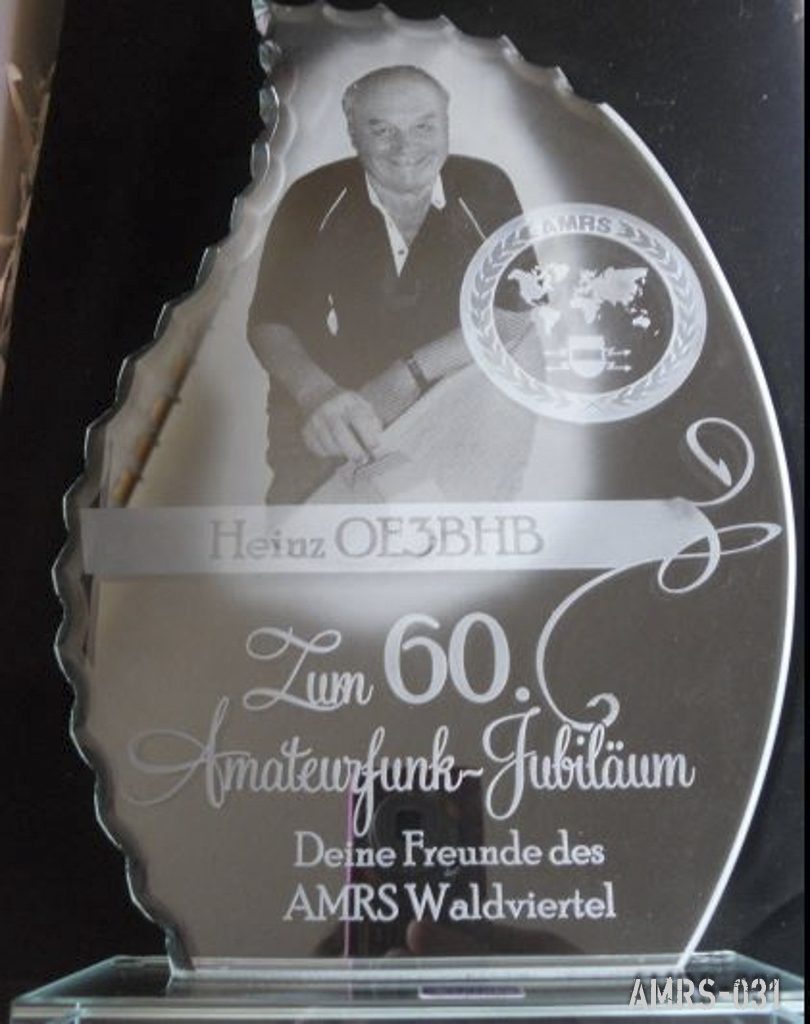 AMRS
Heinz OE3BHB
Zum 60.
Amateurfunk-Jubiläum
Deine Freunde des
AMRS Waldviertel
AMRS-031